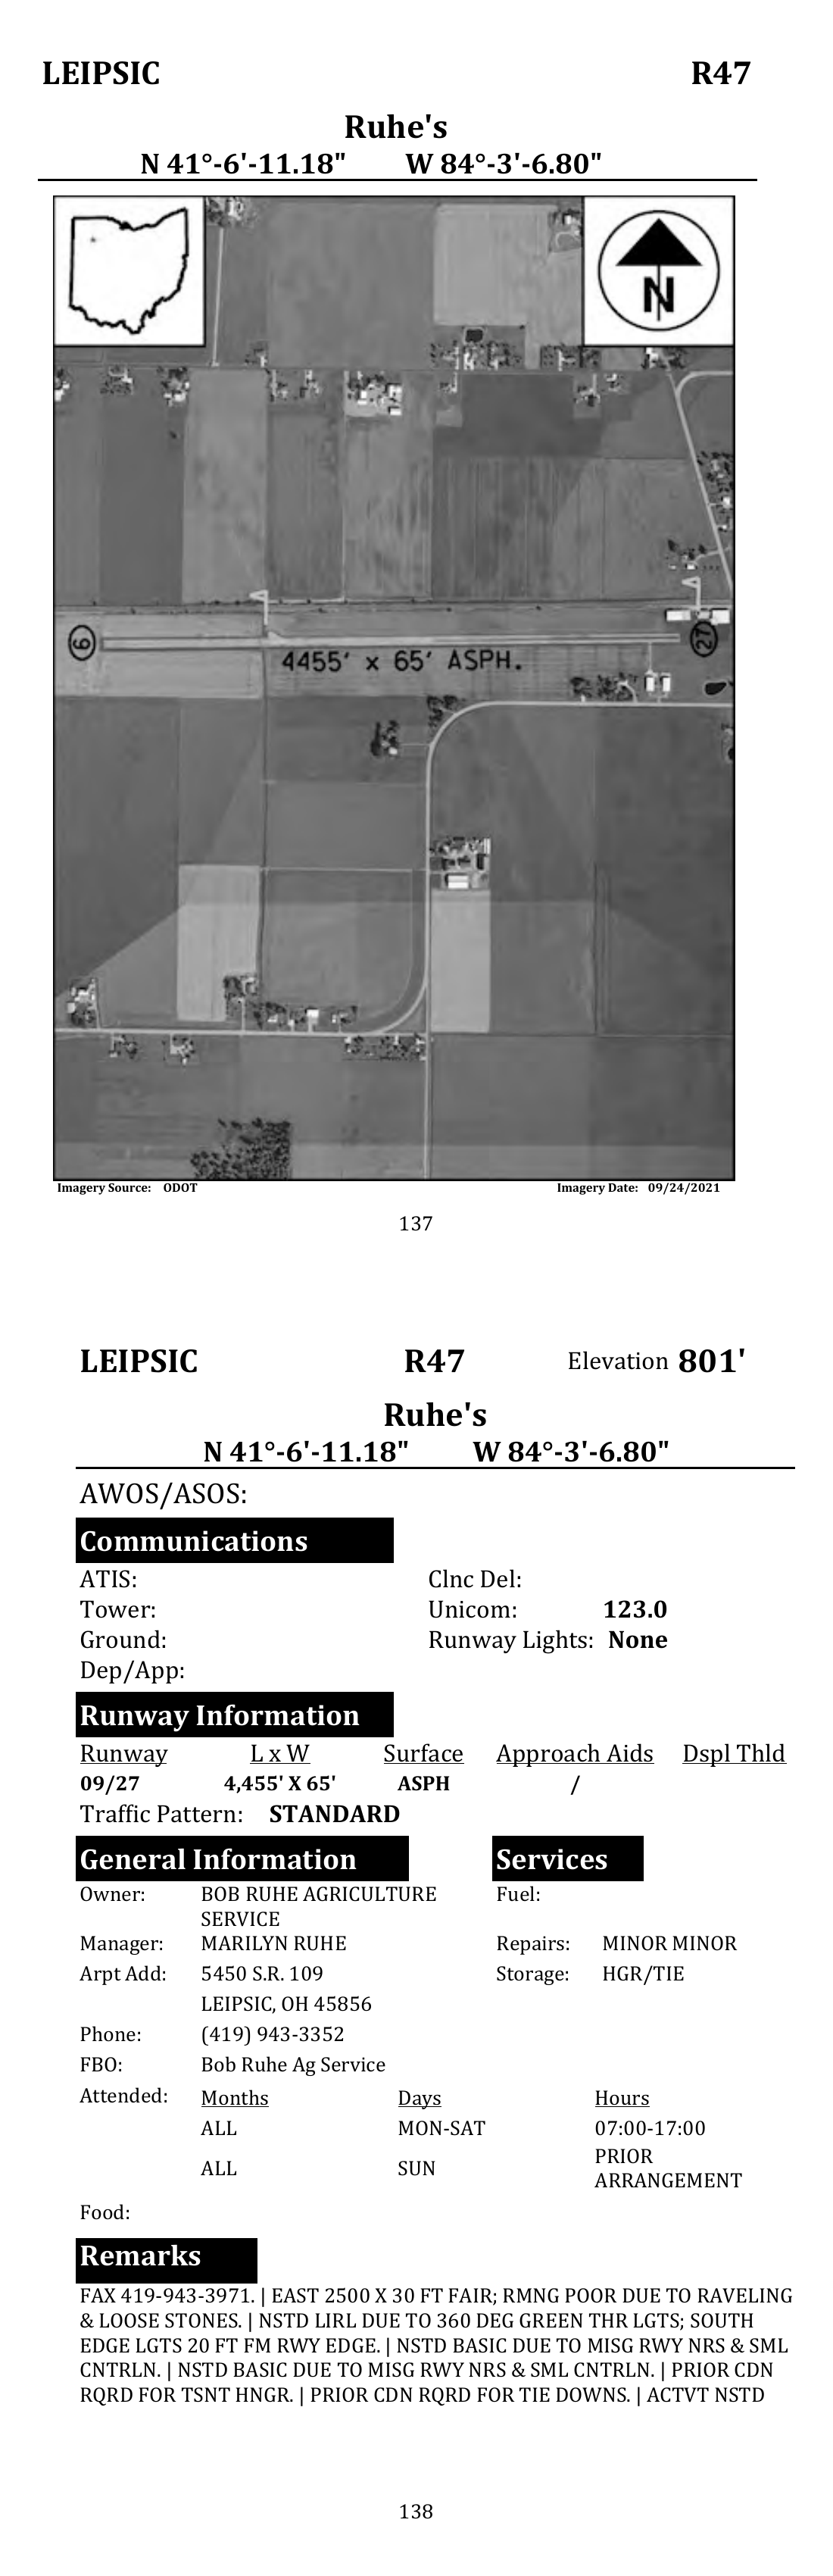 LEIPSIC R47
Ruhe's
N 41°-6'-11.18" W 84°-3'-6.80"
N
9 27
4455' x 65' ASPH.
Imagery Source: ODOT Imagery Date: 09/24/2021
137
LEIPSIC R47 Elevation 801'
Ruhe's
N 41°-6'-11.18" W 84°-3'-6.80"
AWOS/ASOS:
Communications
ATIS: Clnc Del:
Tower: Unicom: 123.0
Ground: Runway Lights: None
Dep/App:
Runway Information
Runway L x W Surface Approach Aids Dspl Thld
09/27 4,455' X 65' ASPH /
Traffic Pattern: STANDARD
General Information Services
Owner: BOB RUHE AGRICULTURE Fuel:
SERVICE
Manager: MARILYN RUHE Repairs: MINOR MINOR
Arpt Add: 5450 S.R. 109 Storage: HGR/TIE
LEIPSIC, OH 45856
Phone: (419) 943-3352
FBO: Bob Ruhe Ag Service
Attended: Months Days Hours
ALL MON-SAT 07:00-17:00
ALL SUN PRIOR
ARRANGEMENT
Food:
Remarks
FAX 419-943-3971. | EAST 2500 X 30 FT FAIR; RMNG POOR DUE TO RAVELING
& LOOSE STONES. | NSTD LIRL DUE TO 360 DEG GREEN THR LGTS; SOUTH
EDGE LGTS 20 FT FM RWY EDGE. | NSTD BASIC DUE TO MISG RWY NRS & SML
CNTRLN. | NSTD BASIC DUE TO MISG RWY NRS & SML CNTRLN. | PRIOR CDN
RQRD FOR TSNT HNGR. | PRIOR CDN RQRD FOR TIE DOWNS. | ACTVT NSTD
138